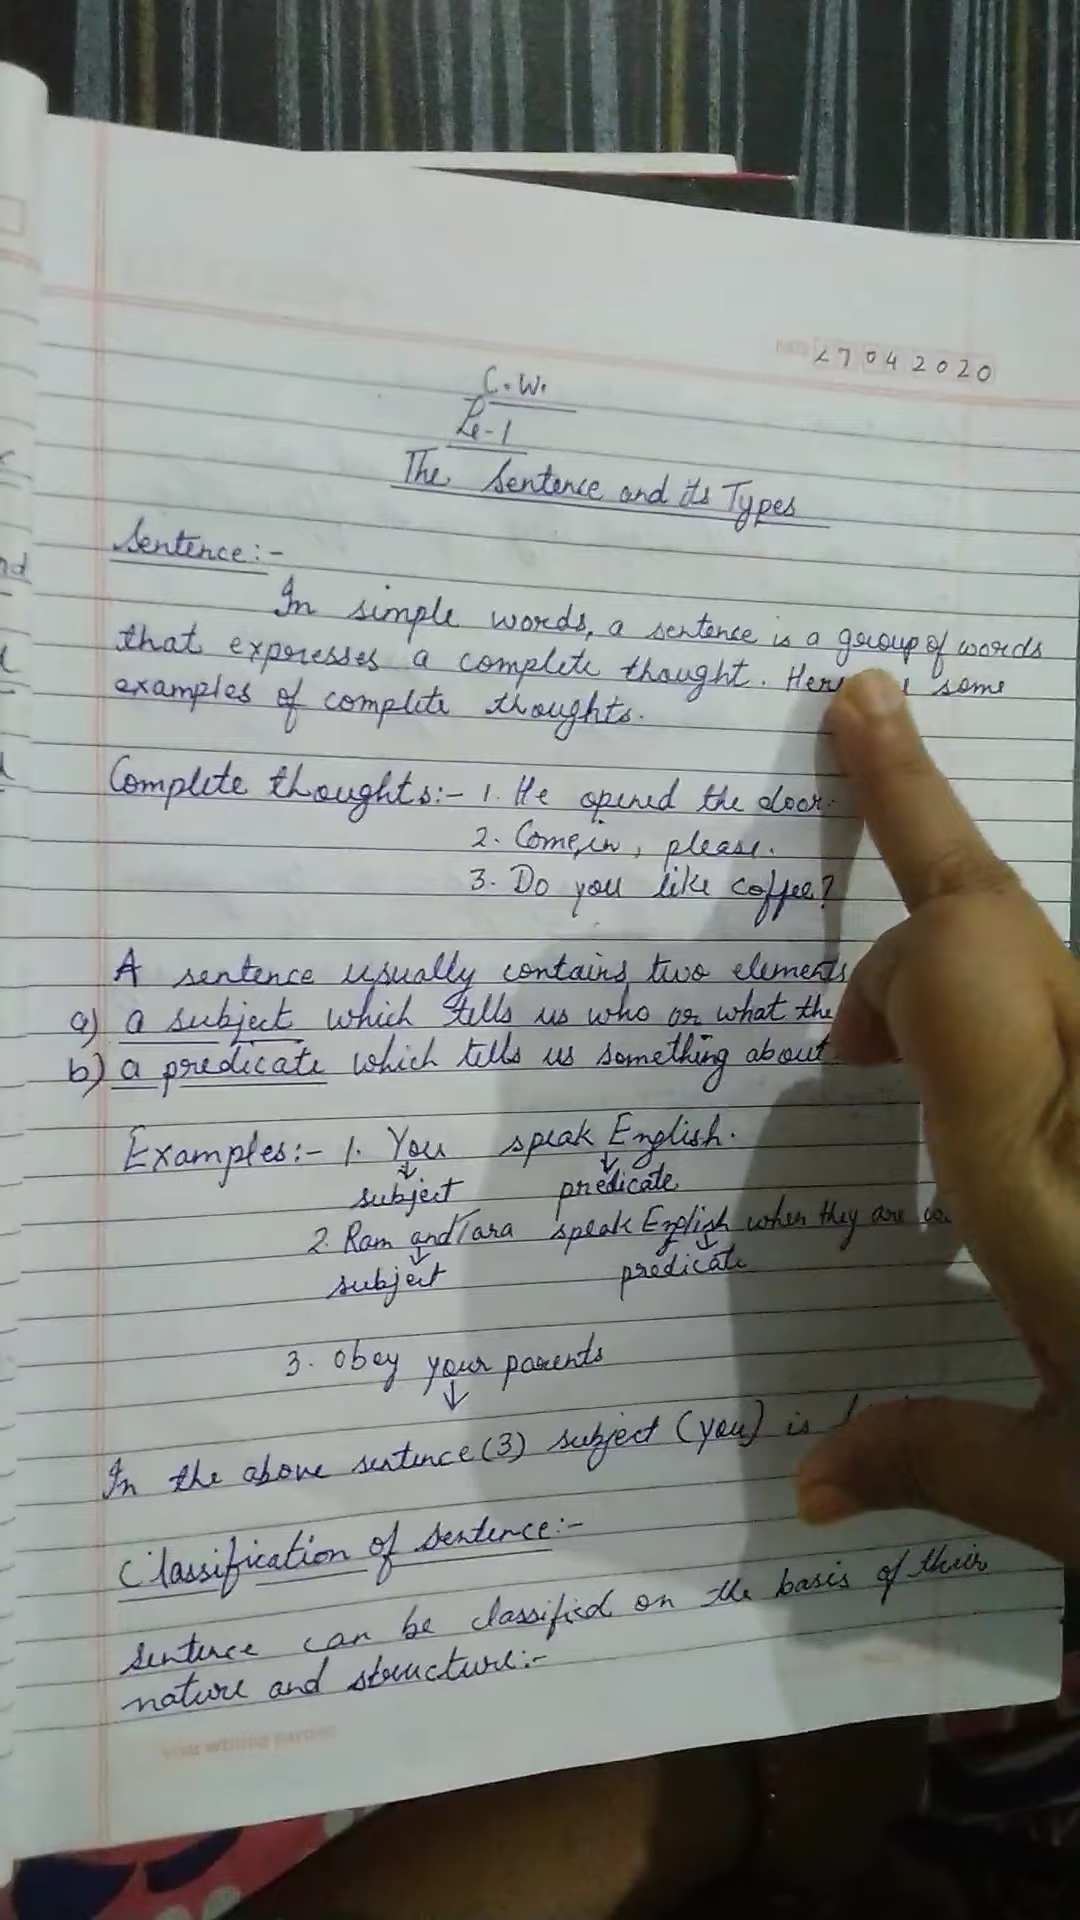 27042020
C.W.
Le-1
The Sentence and its Types
Sentence:-
In simple words, a sentence is a group of words
that expresses a complete thought. Here some
examples of complete thoughts.
Complete thoughts:- 1. He opened the door.
2. Come, in, please.
3. Do you like coffee?
A sentence usually contains two elements
a) a subject which tells us who or what the
b) a predicate which tells us something about
Examples:- 1. You speak English.
subject predicate
2. Ram and Tara speak English when they are
subject predicate
3. Obey your parents
In the above sentence (3) subject (you) is
Classification of sentence:-
sentence can be classified on the basis of their
nature and structure:-